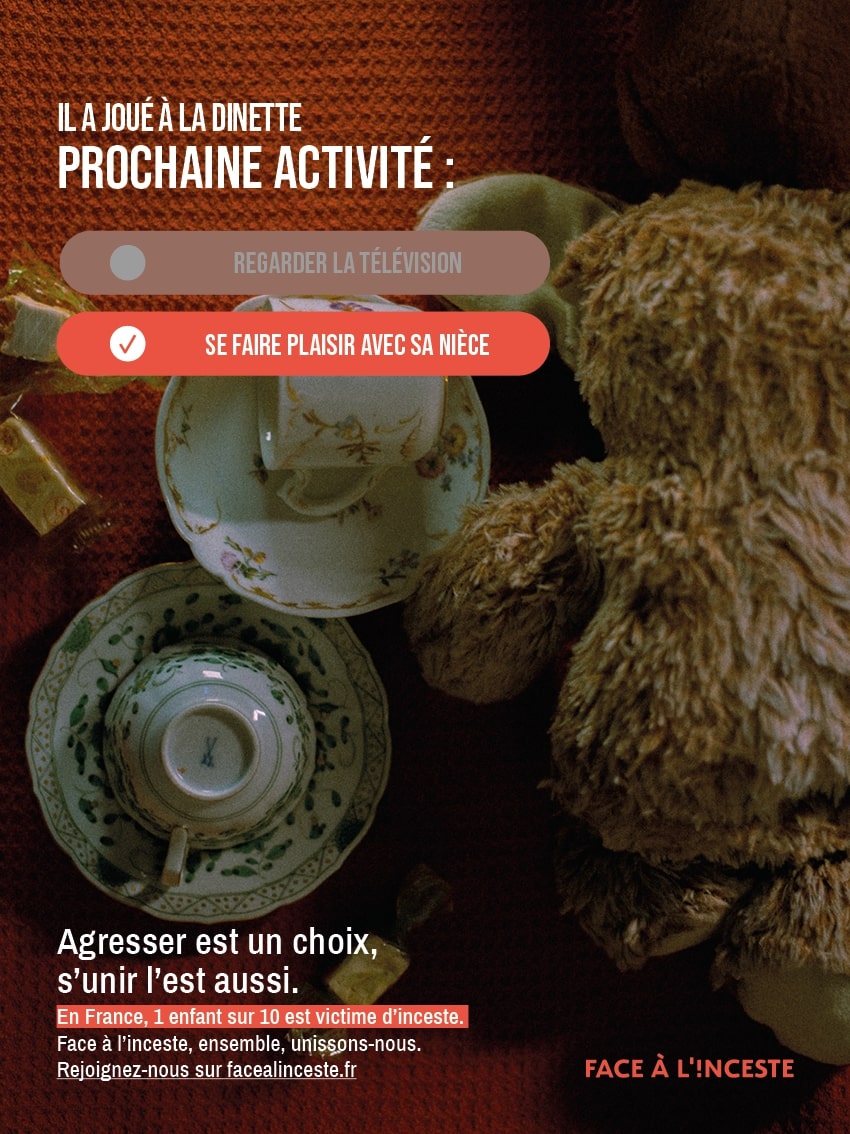 IL A JOUÉ À LA DINETTE
PROCHAINE ACTIVITÉ :
REGARDER LA TÉLÉVISION
SE FAIRE PLAISIR AVEC SA NIÈCE
Agresser est un choix,
s’unir l’est aussi.
En France, 1 enfant sur 10 est victime d’inceste.
Face à l’inceste, ensemble, unissons-nous.
Rejoignez-nous sur facealinceste.fr
FACE À L'!NCESTE